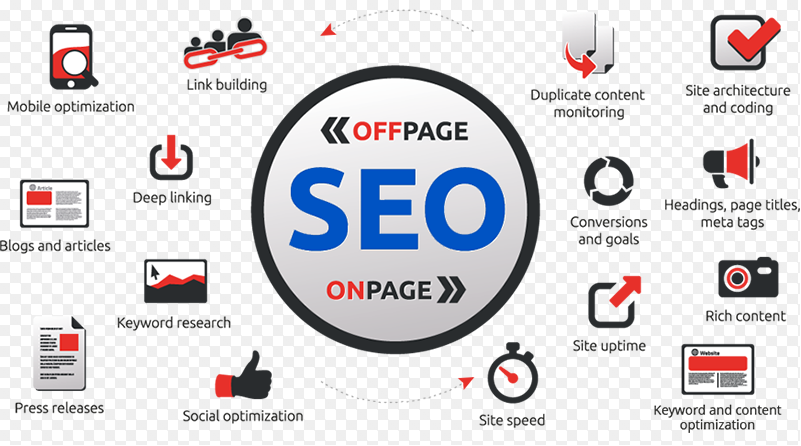 Mobile optimization
Link building
Deep linking
Article
Blogs and articles
Keyword research
Press releases
Social optimization
OFFPAGE
SEO
ONPAGE
Duplicate content
monitoring
Site architecture
and coding
Conversions
and goals
Headings, page titles,
meta tags
Site uptime
Rich content
Site speed
Website
Keyword and content
optimization